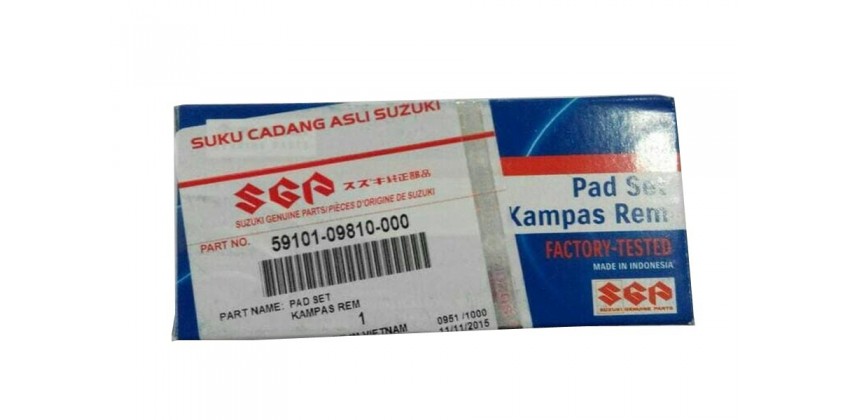 SUKU CADANG ASLI SUZUKI
SGP スズキ純正部品
SUZUKI GENUINE PARTS/PIÈCES D'ORIGINE DE SUZUKI
PART NO. 59101-09810-000
PART NAME: PAD SET
KAMPAS REM
1
VIETNAM
0951 /1000
11/11/2015
Pad Set
Kampas Rem
FACTORY-TESTED
MADE IN INDONESIA
SGP
SUZUKI GENUINE PARTS